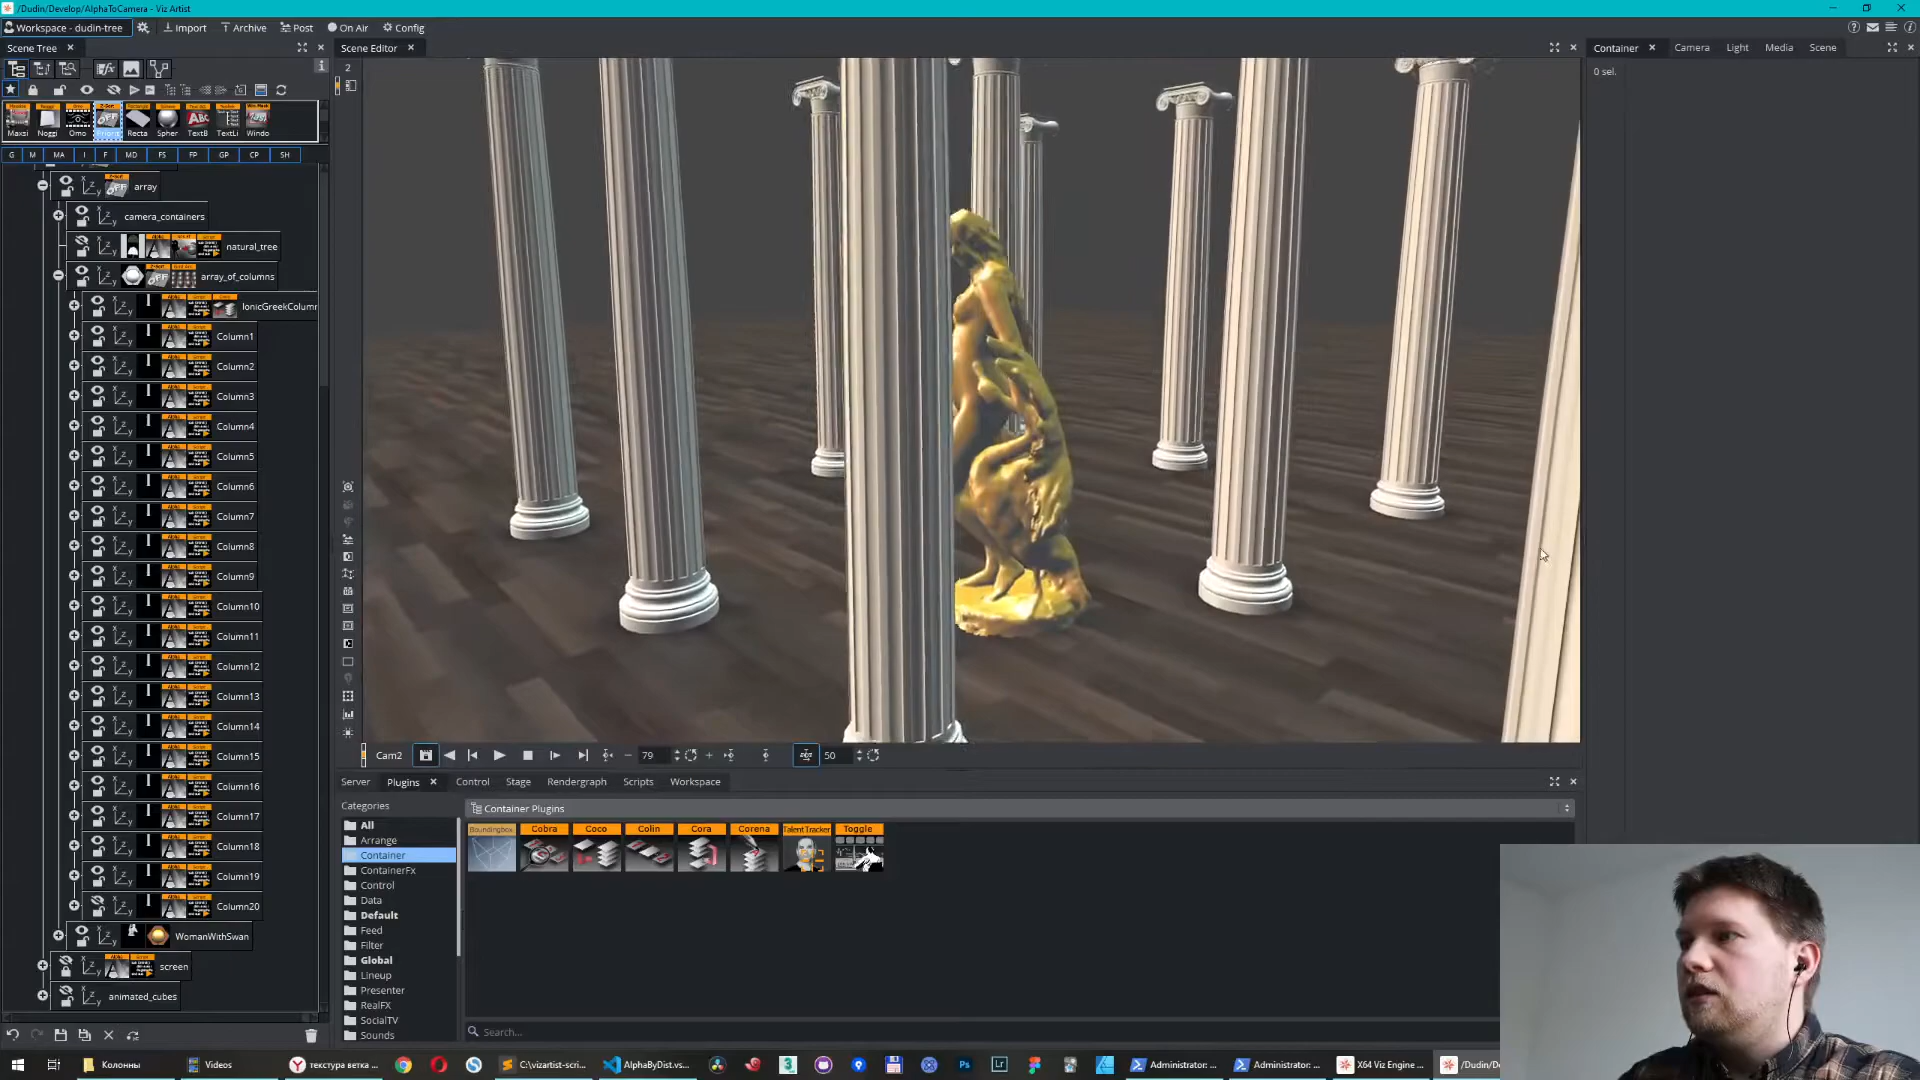 /Dudin/Develop/AlphaToCamera - Viz Artist
Workspace - dudin-tree
Import
Archive
Post
On Air
Config
Scene Tree
Scene Editor
Container
Camera
Light
Media
Scene
0 sel.
2
Maxsi
Noggi
Omo
Recta
Spher
TextB
TextLi
Windo
G
M
MA
I
F
MD
FS
FP
GP
CP
SH
array
camera_containers
natural_tree
array_of_columns
IonicGreekColumn
Column1
Column2
Column3
Column4
Column5
Column6
Column7
Column8
Column9
Column10
Column11
Column12
Column13
Column14
Column15
Column16
Column17
Column18
Column19
Column20
WomanWithSwan
screen
animated_cubes
Cam2
79
50
Server
Plugins
Control
Stage
Rendergraph
Scripts
Workspace
Categories
Container Plugins
All
Arrange
Container
ContainerFx
Control
Data
Default
Feed
Filter
Global
Lineup
Presenter
RealFX
SocialTV
Sounds
Boundingbox
Cobra
Coco
Colin
Cora
Corena
Talent Tracker
Toggle
Search...
Колонны
Videos
текстура ветка ...
C:\vizartist-scri...
AlphaByDist.vs...
Administrator: ...
Administrator: ...
X64 Viz Engine ...
/Dudin/De